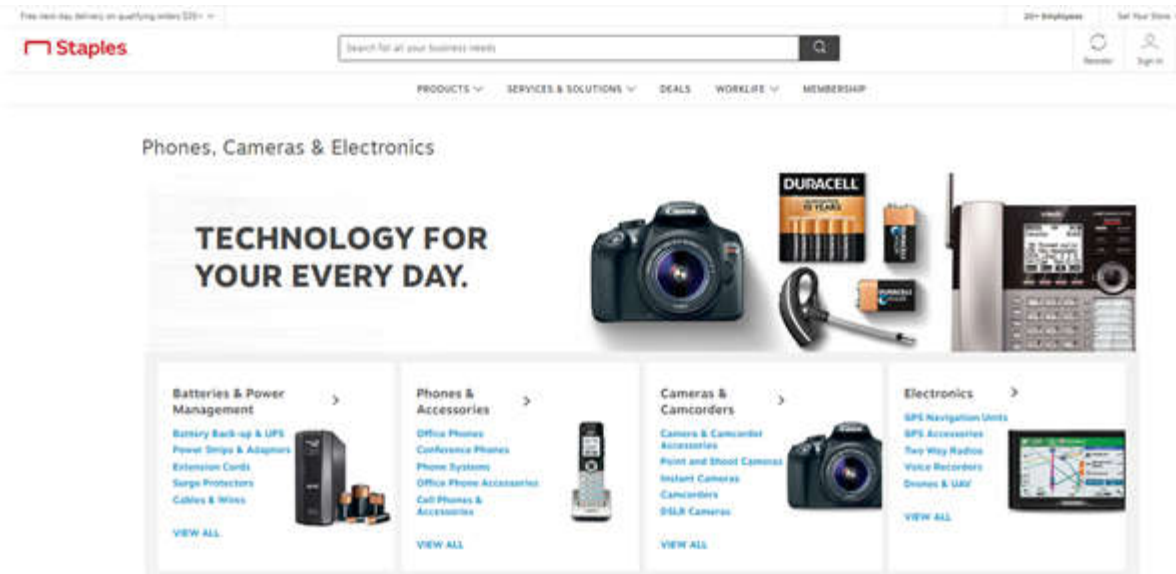 Free next-day delivery on qualifying orders $35+
20+ Employees
Set Your Store
Staples
Search for all your business needs
Reorder
Sign In
PRODUCTS
SERVICES & SOLUTIONS
DEALS
WORKLIFE
MEMBERSHIP
Phones, Cameras & Electronics
TECHNOLOGY FOR
YOUR EVERY DAY.
DURACELL
10 YEARS
Canon
DURACELL
Batteries & Power
Management
Battery Back-up & UPS
Power Strips & Adapters
Extension Cords
Surge Protectors
Cables & Wires
VIEW ALL
Phones &
Accessories
Office Phones
Conference Phones
Phone Systems
Office Phone Accessories
Cell Phones &
Accessories
VIEW ALL
Cameras &
Camcorders
Camera & Camcorder
Accessories
Point and Shoot Cameras
Instant Cameras
Camcorders
DSLR Cameras
VIEW ALL
Electronics
GPS Navigation Units
GPS Accessories
Two Way Radios
Voice Recorders
Drones & UAV
VIEW ALL